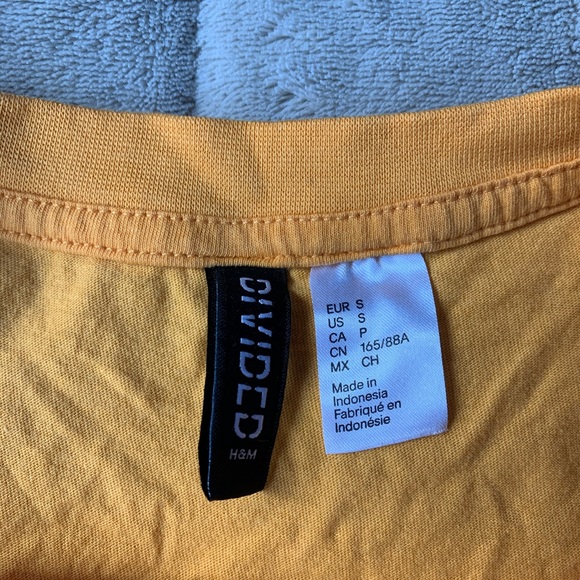 DIVIDED
H&M
EUR S
US S
CA P
CN 165/88A
MX CH
Made in
Indonesia
Fabriqué en
Indonésie